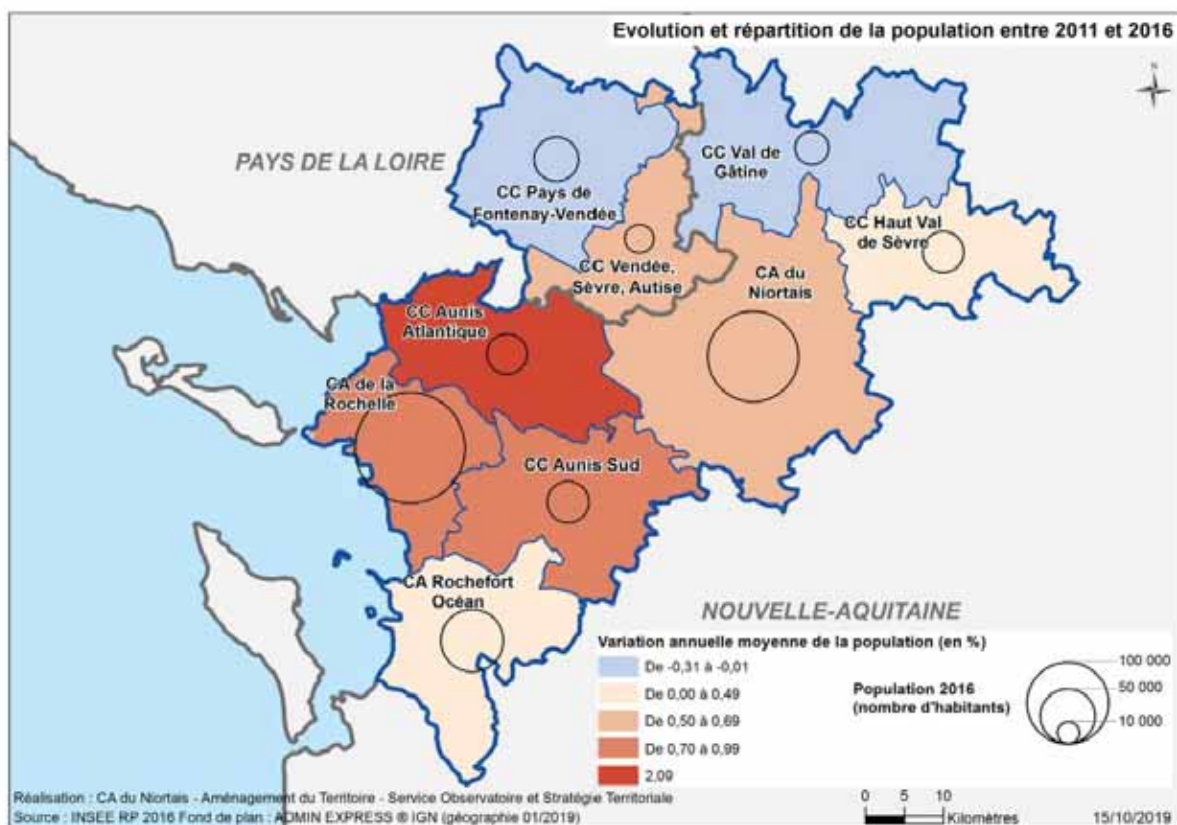 Evolution et répartition de la population entre 2011 et 2016
N
PAYS DE LA LOIRE
CC Val de
Gâtine
CC Pays de
Fontenay-Vendée
CC Haut Val
de Sèvre
CC Vendée,
Sèvre, Autise
CA du
Niortais
CC Aunis
Atlantique
CA de la
Rochelle
CC Aunis Sud
CA Rochefort
Océan
NOUVELLE-AQUITAINE
Variation annuelle moyenne de la population (en %)
De -0,31 à -0,01
De 0,00 à 0,49
De 0,50 à 0,69
De 0,70 à 0,99
2,09
Population 2016
(nombre d'habitants)
100 000
50 000
10 000
Réalisation : CA du Niortais - Aménagement du Territoire - Service Observatoire et Stratégie Territoriale
Source : INSEE RP 2016 Fond de plan : ADMIN EXPRESS ® IGN (géographie 01/2019)
0 5 10
Kilomètres
15/10/2019